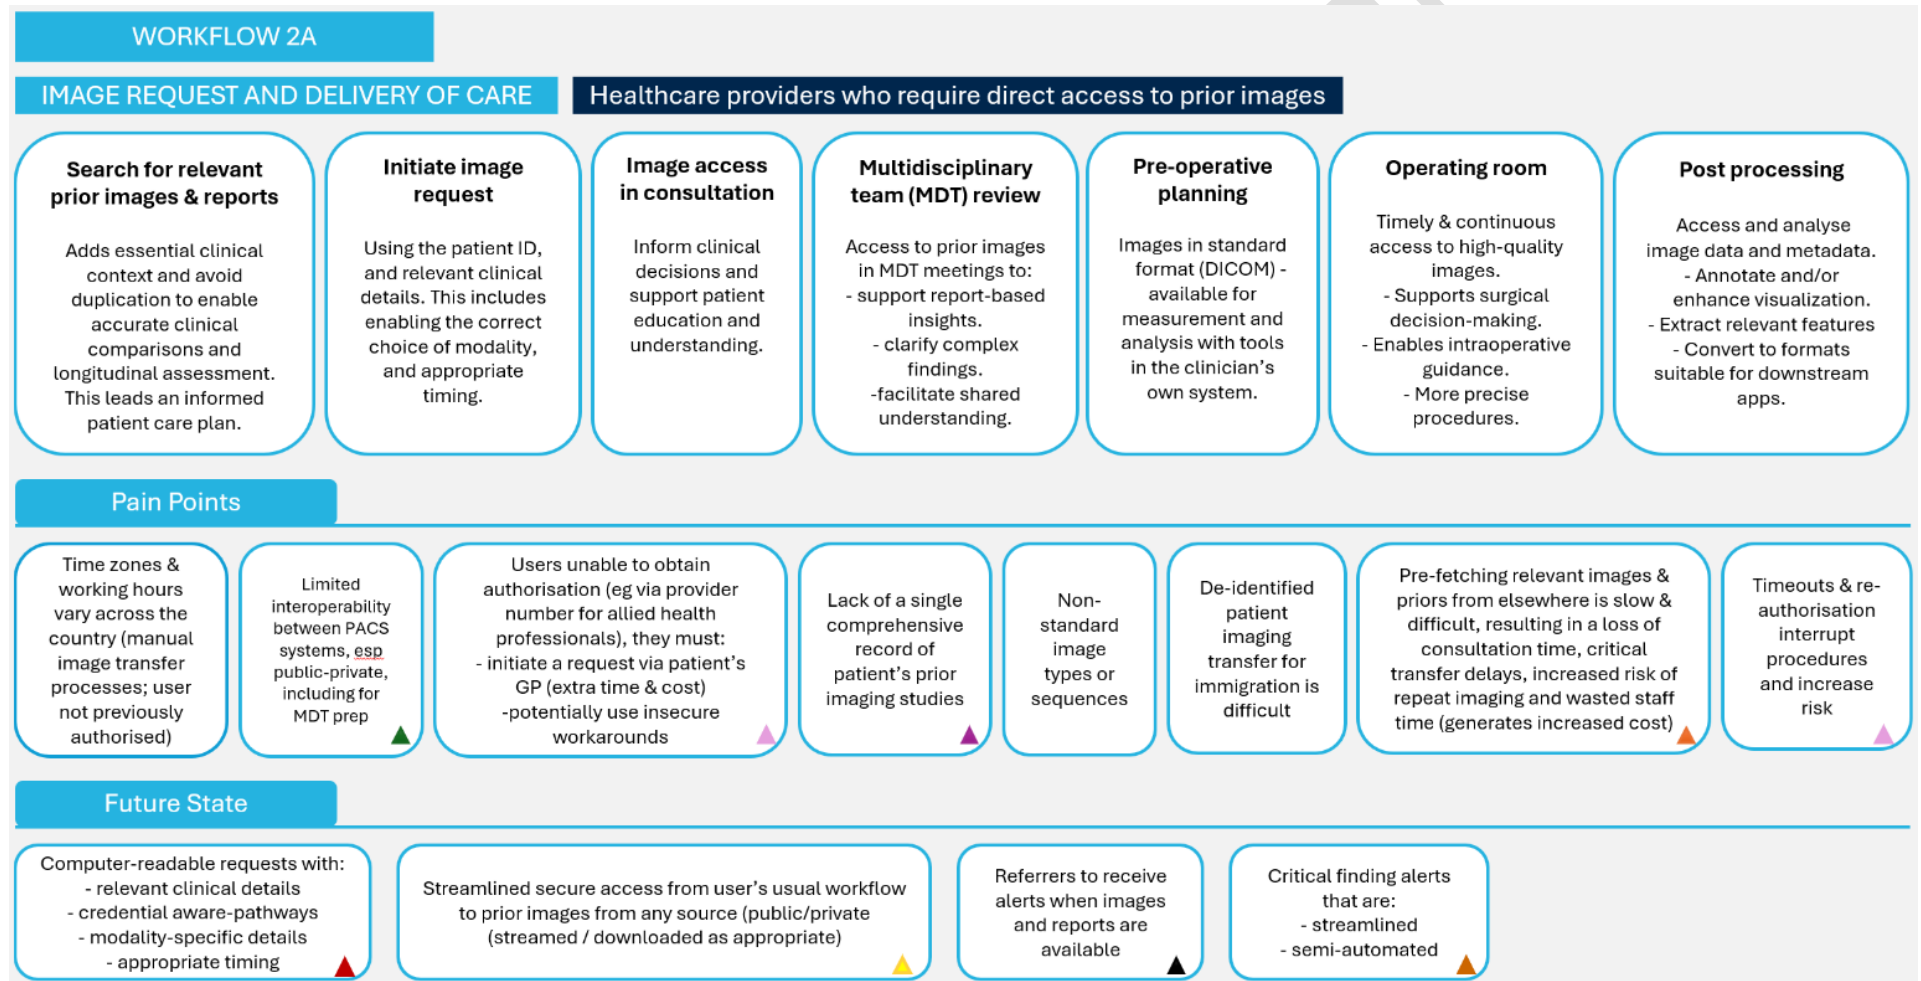 WORKFLOW 2A
IMAGE REQUEST AND DELIVERY OF CARE
Healthcare providers who require direct access to prior images
Search for relevant
prior images & reports
Adds essential clinical
context and avoid
duplication to enable
accurate clinical
comparisons and
longitudinal assessment.
This leads an informed
patient care plan.
Initiate image
request
Using the patient ID,
and relevant clinical
details. This includes
enabling the correct
choice of modality,
and appropriate
timing.
Image access
in consultation
Inform clinical
decisions and
support patient
education and
understanding.
Multidisciplinary
team (MDT) review
Access to prior images
in MDT meetings to:
- support report-based
insights.
- clarify complex
findings.
-facilitate shared
understanding.
Pre-operative
planning
Images in standard
format (DICOM) -
available for
measurement and
analysis with tools
in the clinician's
own system.
Operating room
Timely & continuous
access to high-quality
images.
- Supports surgical
decision-making.
- Enables intraoperative
guidance.
- More precise
procedures.
Post processing
Access and analyse
image data and metadata.
- Annotate and/or
enhance visualization.
- Extract relevant features
- Convert to formats
suitable for downstream
apps.
Pain Points
Time zones &
working hours
vary across the
country (manual
image transfer
processes; user
not previously
authorised)
Limited
interoperability
between PACS
systems, esp
public-private,
including for
MDT prep
Users unable to obtain
authorisation (eg via provider
number for allied health
professionals), they must:
- initiate a request via patient's
GP (extra time & cost)
-potentially use insecure
workarounds
Lack of a single
comprehensive
record of
patient's prior
imaging studies
Non-
standard
image
types or
sequences
De-identified
patient
imaging
transfer for
immigration is
difficult
Pre-fetching relevant images &
priors from elsewhere is slow &
difficult, resulting in a loss of
consultation time, critical
transfer delays, increased risk of
repeat imaging and wasted staff
time (generates increased cost)
Timeouts & re-
authorisation
interrupt
procedures
and increase
risk
Future State
Computer-readable requests with:
- relevant clinical details
- credential aware-pathways
- modality-specific details
- appropriate timing
Streamlined secure access from user's usual workflow
to prior images from any source (public/private
(streamed / downloaded as appropriate)
Referrers to receive
alerts when images
and reports are
available
Critical finding alerts
that are:
- streamlined
- semi-automated